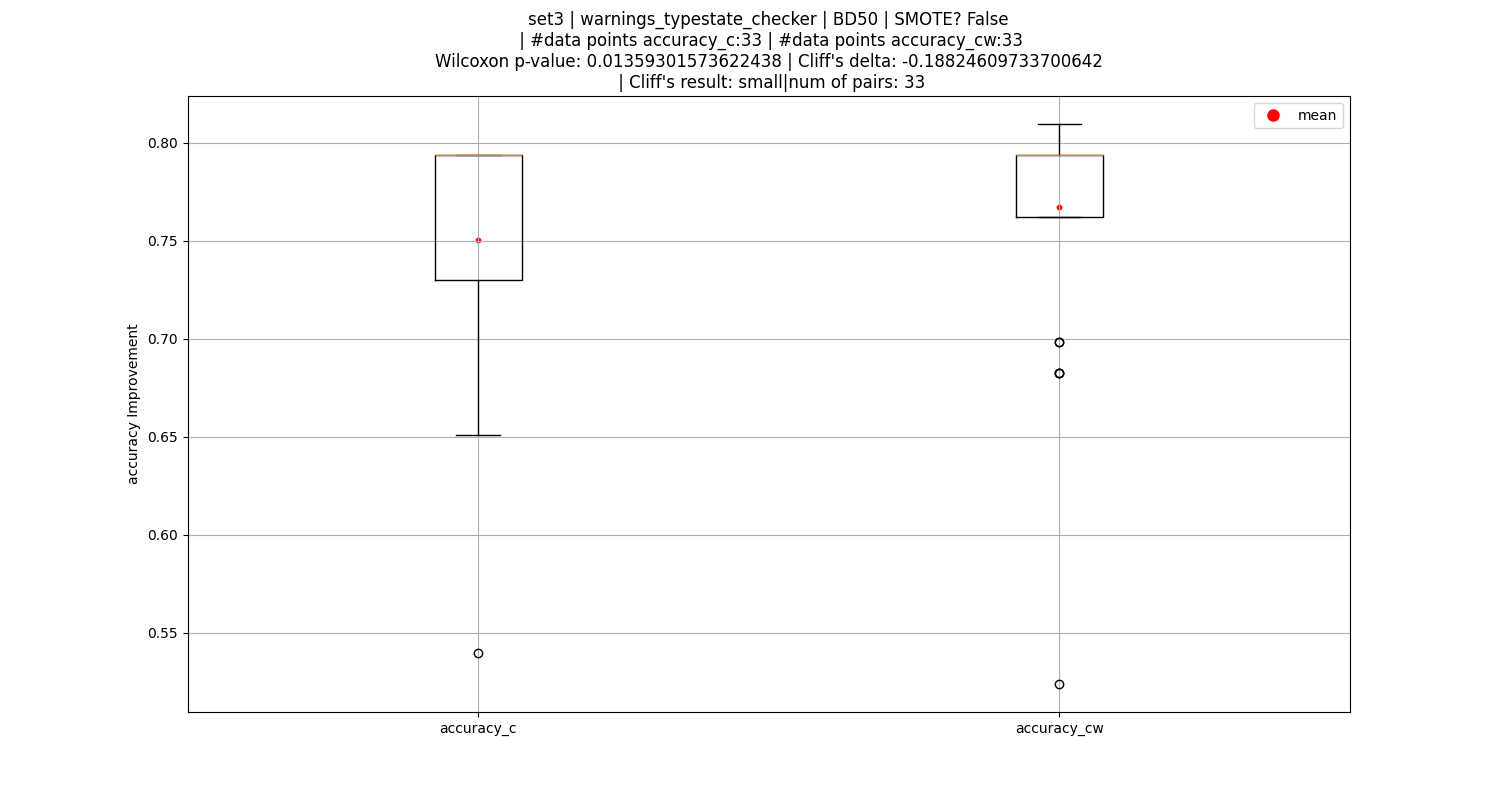 set3 | warnings_typestate_checker | BD50 | SMOTE? False
| #data points accuracy_c:33 | #data points accuracy_cw:33
Wilcoxon p-value: 0.01359301573622438 | Cliff's delta: -0.18824609733700642
| Cliff's result: small|num of pairs: 33
mean
0.80
0.75
0.70
0.65
0.60
0.55
accuracy Improvement
accuracy_c
accuracy_cw